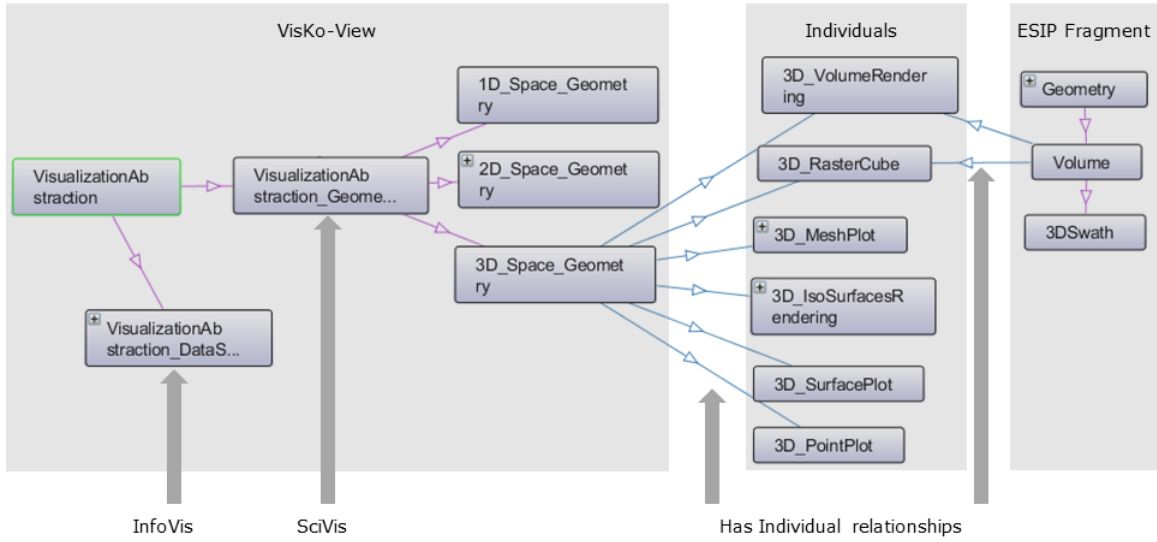 VisKo-View
Individuals
ESIP Fragment
1D_Space_Geomet
ry
3D_VolumeRender
ing
Geometry
VisualizationAb
straction
VisualizationAb
straction_Geome...
2D_Space_Geomet
ry
3D_RasterCube
Volume
3D_MeshPlot
3DSwath
3D_Space_Geomet
ry
3D_IsoSurfacesR
endering
VisualizationAb
straction_DataS...
3D_SurfacePlot
3D_PointPlot
InfoVis
SciVis
Has Individual relationships